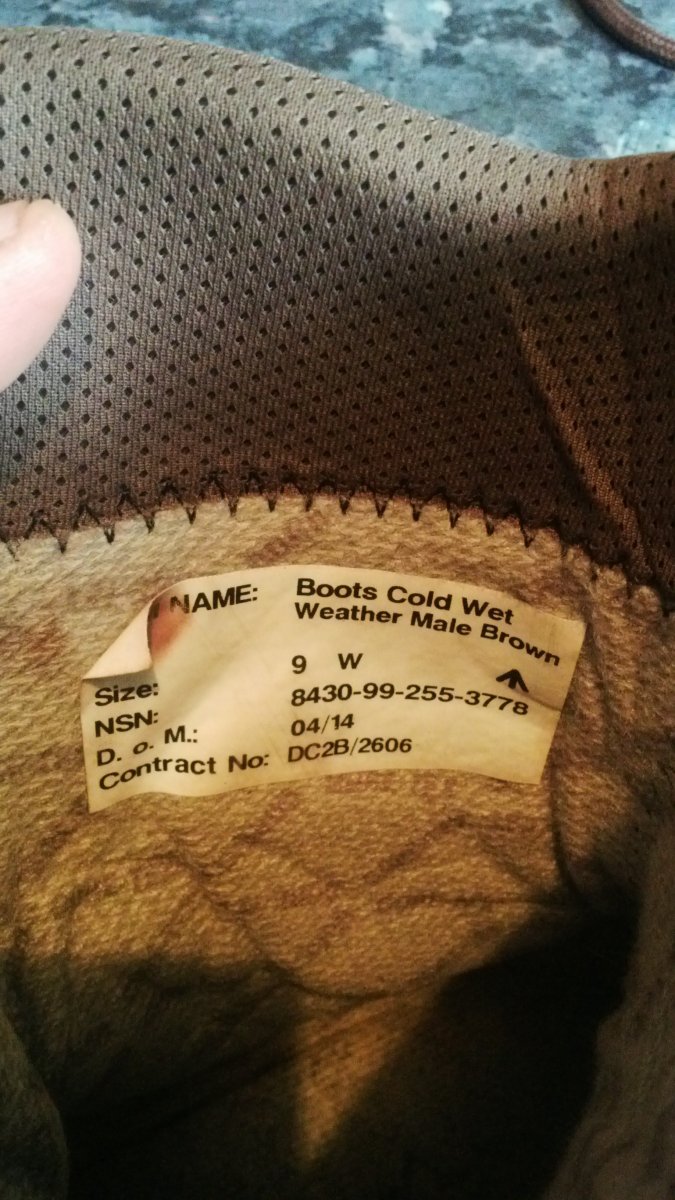 NAME: Boots Cold Wet
Weather Male Brown
Size: 9 W
NSN: 8430-99-255-3778
D. o. M.: 04/14
Contract No: DC2B/2606